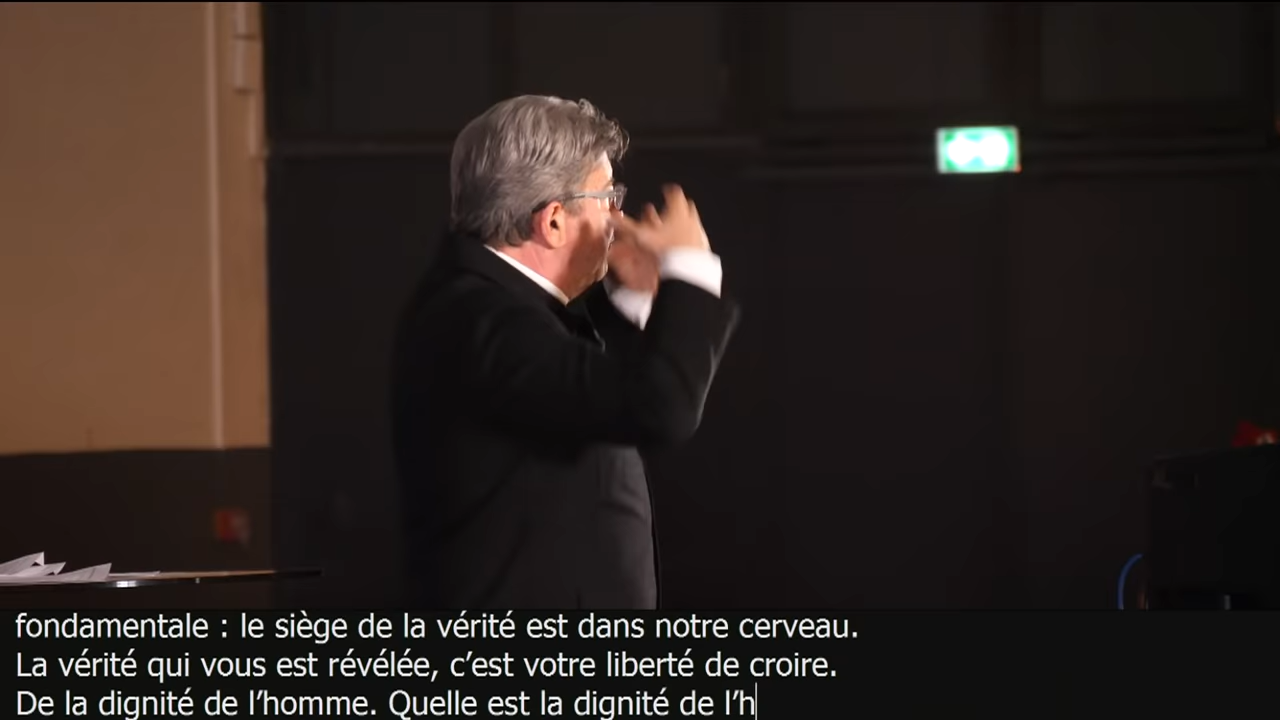 fondamentale : le siège de la vérité est dans notre cerveau.
La vérité qui vous est révélée, c’est votre liberté de croire.
De la dignité de l’homme. Quelle est la dignité de l’h